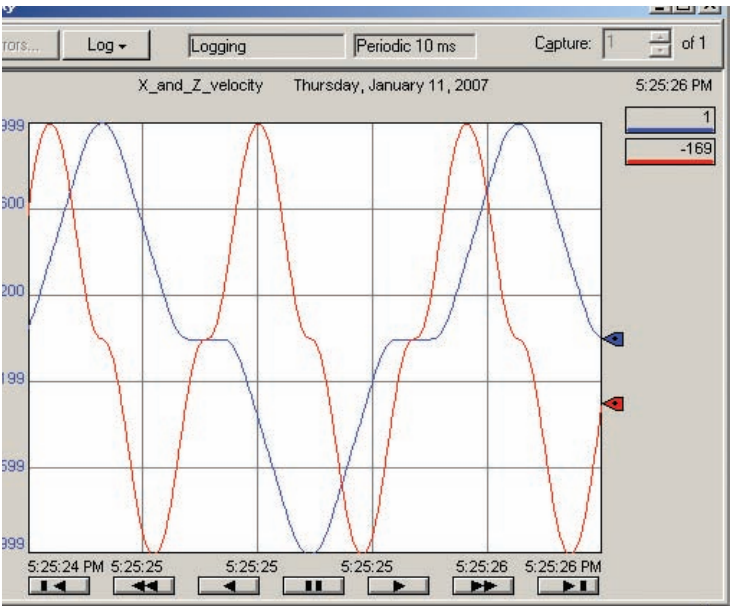 rors...
Log
Logging
Periodic 10 ms
Capture:
1
of 1
X_and_Z_velocity
Thursday, January 11, 2007
5:25:26 PM
1
-169
999
600
200
199
599
999
5:25:24 PM
5:25:25
5:25:25
5:25:25
5:25:26
5:25:26 PM